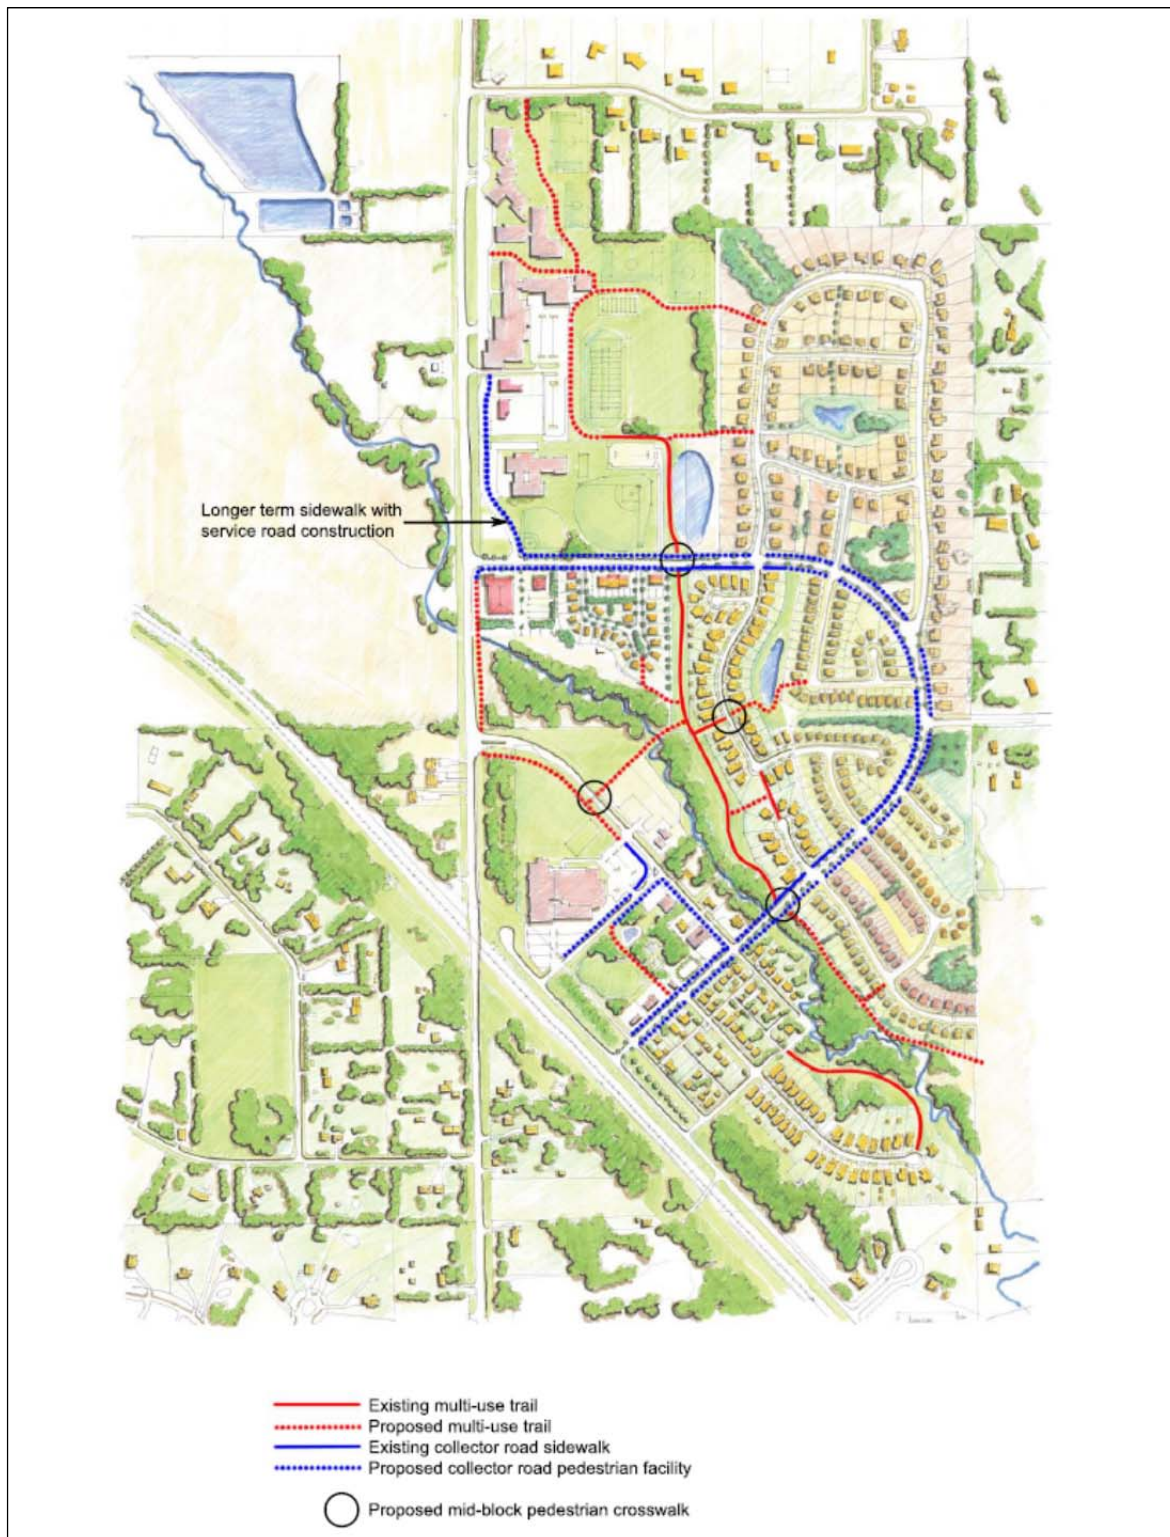 Longer term sidewalk with
service road construction
Existing multi-use trail
Proposed multi-use trail
Existing collector road sidewalk
Proposed collector road pedestrian facility
Proposed mid-block pedestrian crosswalk